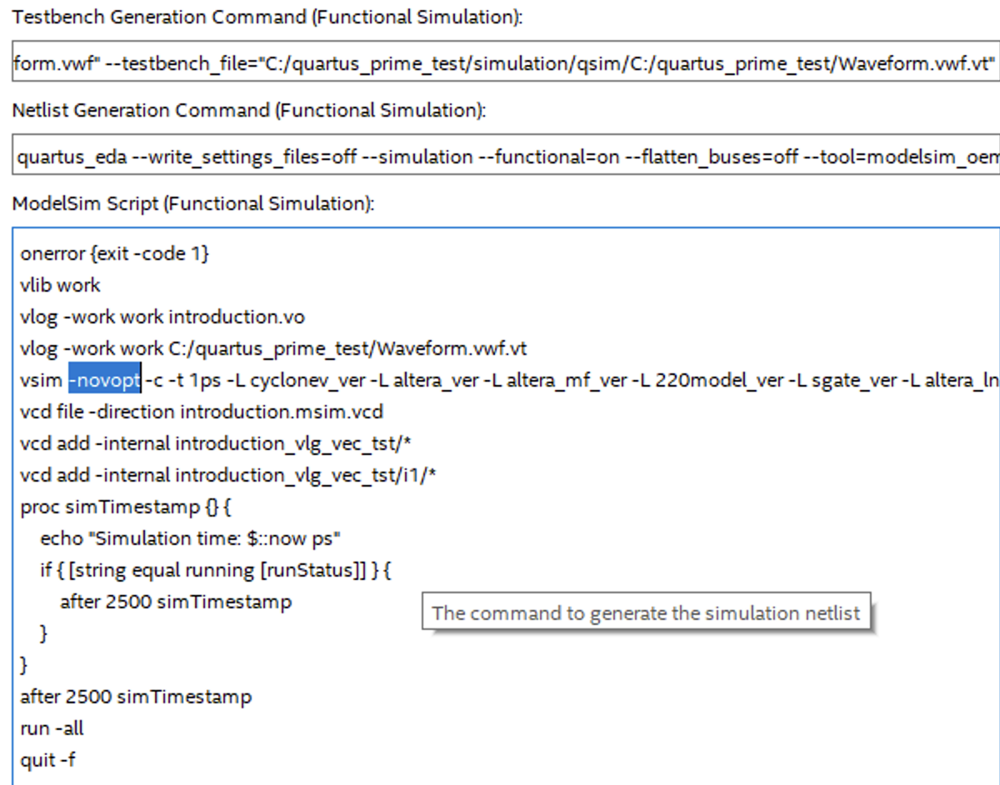 Testbench Generation Command (Functional Simulation):
form.vwf" --testbench_file="C:/quartus_prime_test/simulation/qsim/C:/quartus_prime_test/Waveform.vwf.vt"
Netlist Generation Command (Functional Simulation):
quartus_eda --write_settings_files=off --simulation --functional=on --flatten_buses=off --tool=modelsim_oem
ModelSim Script (Functional Simulation):
onerror {exit -code 1}
vlib work
vlog -work work introduction.vo
vlog -work work C:/quartus_prime_test/Waveform.vwf.vt
vsim -novopt -c -t 1ps -L cyclonev_ver -L altera_ver -L altera_mf_ver -L 220model_ver -L sgate_ver -L altera_ln
vcd file -direction introduction.msim.vcd
vcd add -internal introduction_vlg_vec_tst/*
vcd add -internal introduction_vlg_vec_tst/i1/*
proc simTimestamp {} {
echo "Simulation time: $::now ps"
if { [string equal running [runStatus]] } {
after 2500 simTimestamp
The command to generate the simulation netlist
}
}
after 2500 simTimestamp
run -all
quit -f